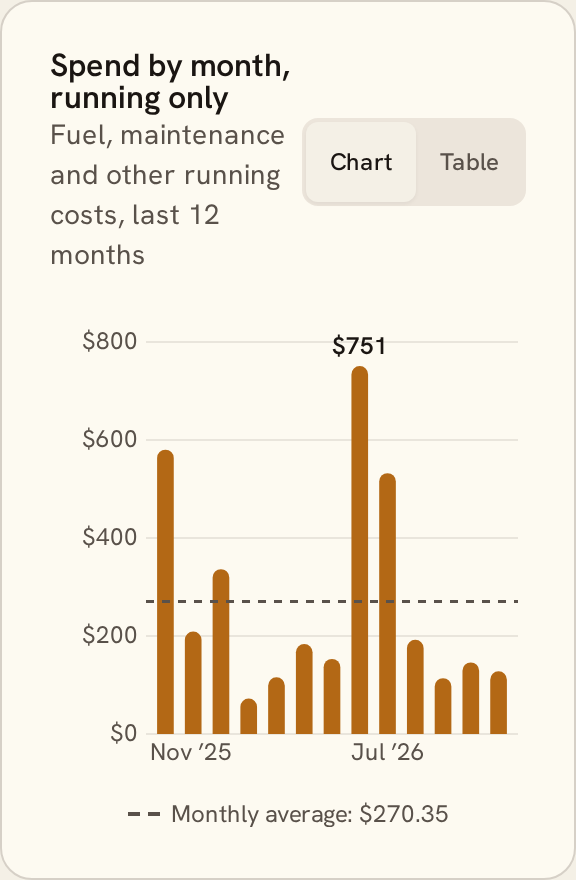 Spend by month,
running only
Fuel, maintenance
and other running
costs, last 12
months
Chart
Table
$800
$751
$600
$400
$200
$0
Nov ’25
Jul ’26
Monthly average: $270.35